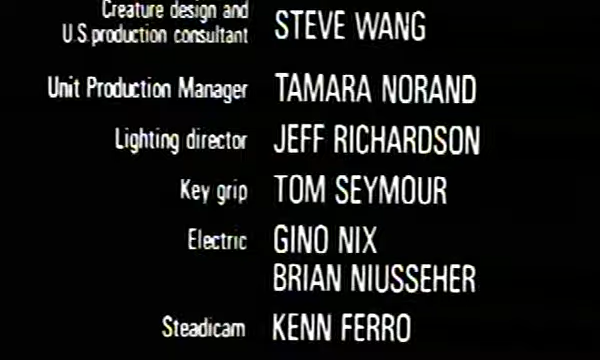 Creature design and
U.S. production consultant STEVE WANG
Unit Production Manager TAMARA NORAND
Lighting director JEFF RICHARDSON
Key grip TOM SEYMOUR
Electric GINO NIX
BRIAN NIUSSEHER
Steadicam KENN FERRO